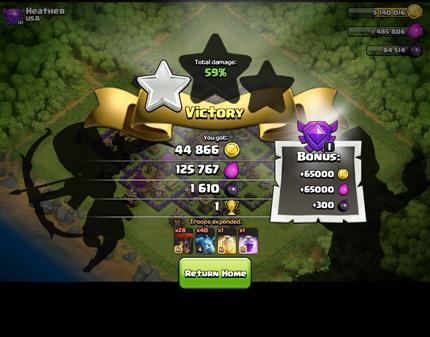 Heather
USA
5 140 016
1 485 806
84 514
Total damage:
59%
Victory
You got:
44 866
125 767
1 610
1
I
Bonus:
+65000
+65000
+300
Troops expended:
x28 x40 x1 x1
Return Home